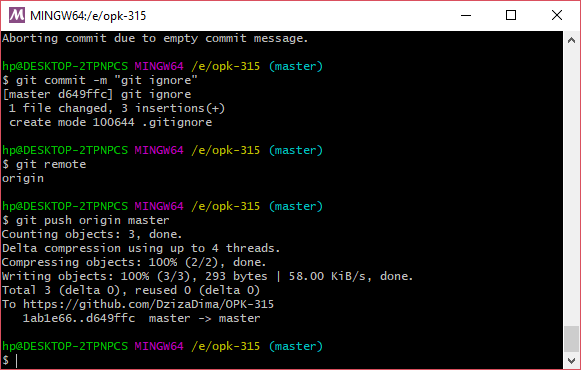 MINGW64:/e/opk-315
Aborting commit due to empty commit message.
hp@DESKTOP-2TPNPCS MINGW64 /e/opk-315 (master)
$ git commit -m "git ignore"
[master d649ffc] git ignore
1 file changed, 3 insertions(+)
create mode 100644 .gitignore
hp@DESKTOP-2TPNPCS MINGW64 /e/opk-315 (master)
$ git remote
origin
hp@DESKTOP-2TPNPCS MINGW64 /e/opk-315 (master)
$ git push origin master
Counting objects: 3, done.
Delta compression using up to 4 threads.
Compressing objects: 100% (2/2), done.
Writing objects: 100% (3/3), 293 bytes | 58.00 KiB/s, done.
Total 3 (delta 0), reused 0 (delta 0)
To https://github.com/DzizaDima/OPK-315
1ab1e66..d649ffc  master -> master
hp@DESKTOP-2TPNPCS MINGW64 /e/opk-315 (master)
$